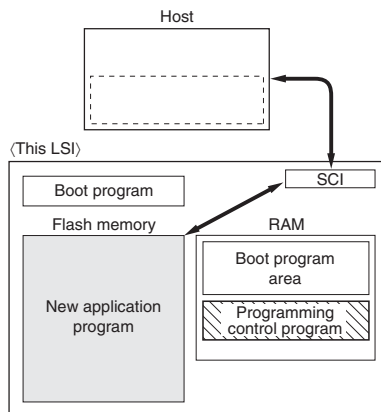 Host
〈This LSI〉
SCI
Boot program
Flash memory
RAM
Boot program
area
New application
program
Programming
control program